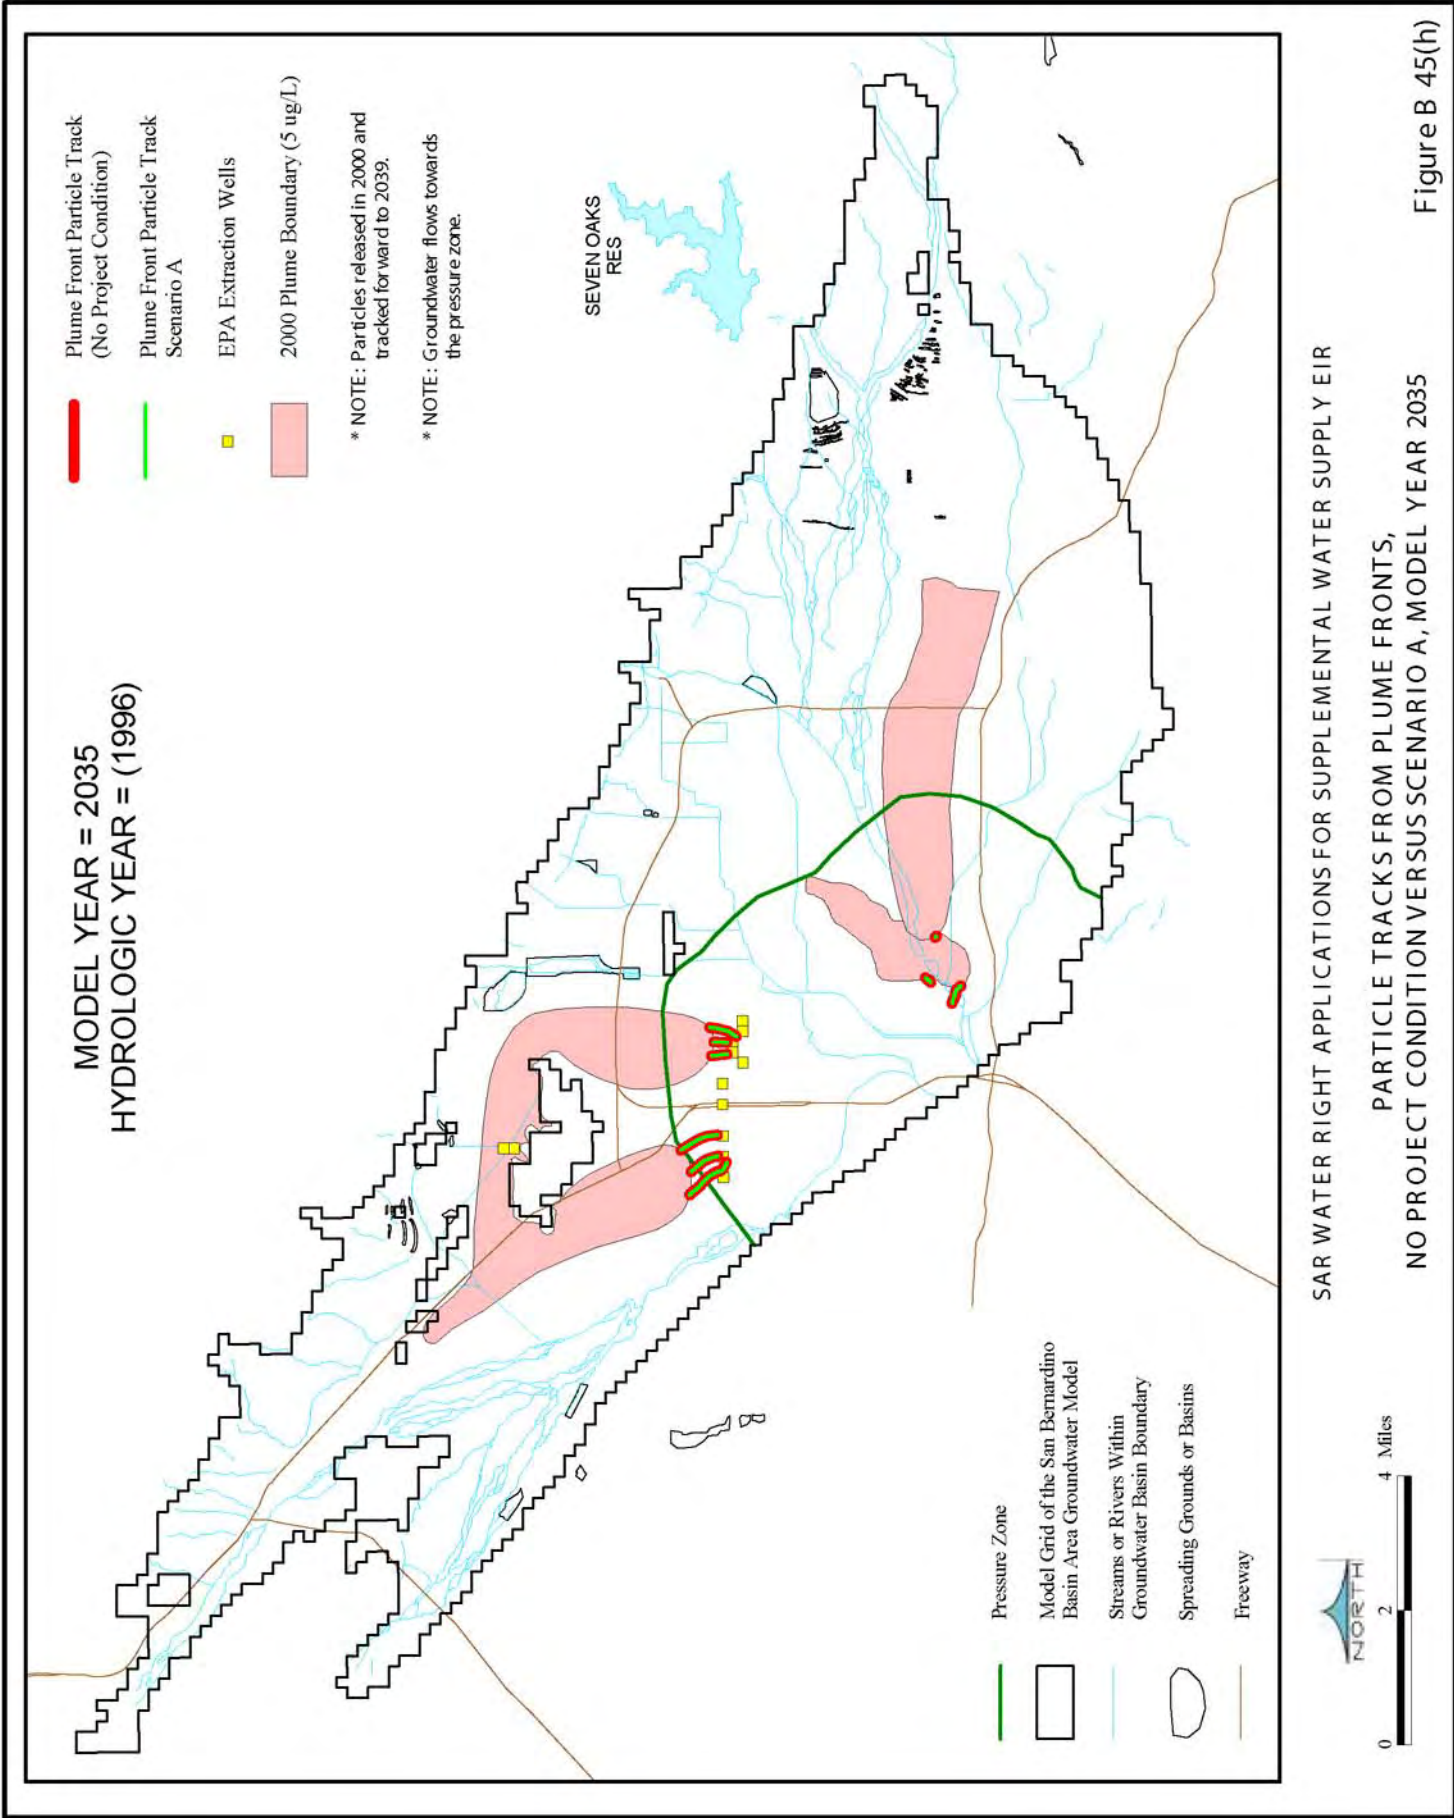 MODEL YEAR = 2035
HYDROLOGIC YEAR = (1996)
Plume Front Particle Track
(No Project Condition)
Plume Front Particle Track
Scenario A
EPA Extraction Wells
2000 Plume Boundary (5 ug/L)
* NOTE: Particles released in 2000 and
tracked forward to 2039.
* NOTE: Groundwater flows towards
the pressure zone.
SEVEN OAKS
RES
Pressure Zone
Model Grid of the San Bernardino
Basin Area Groundwater Model
Streams or Rivers Within
Groundwater Basin Boundary
Spreading Grounds or Basins
Freeway
NORTH
0 2 4 Miles
SAR WATER RIGHT APPLICATIONS FOR SUPPLEMENTAL WATER SUPPLY EIR
PARTICLE TRACKS FROM PLUME FRONTS,
NO PROJECT CONDITION VERSUS SCENARIO A, MODEL YEAR 2035
Figure B 45(h)